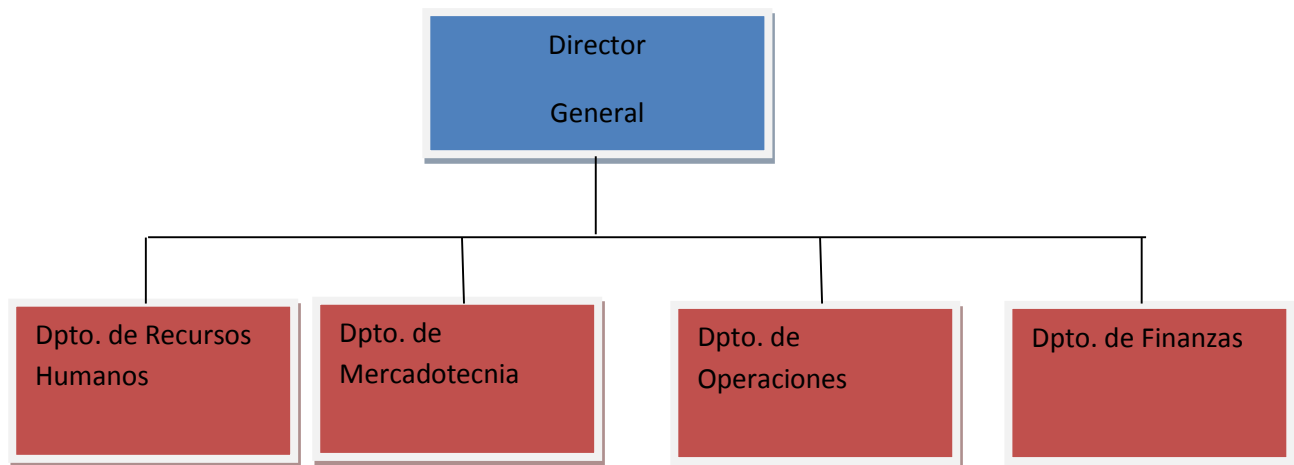 Director
General
Dpto. de Recursos
Humanos
Dpto. de
Mercadotecnia
Dpto. de
Operaciones
Dpto. de Finanzas